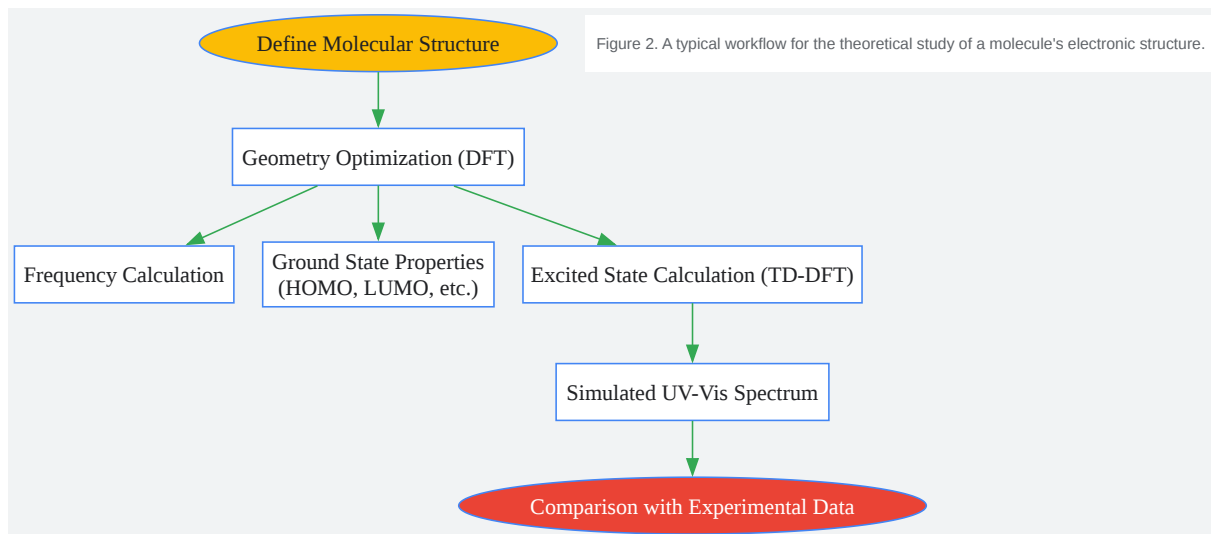 Define Molecular Structure
Figure 2. A typical workflow for the theoretical study of a molecule's electronic structure.
Geometry Optimization (DFT)
Frequency Calculation
Ground State Properties
(HOMO, LUMO, etc.)
Excited State Calculation (TD-DFT)
Simulated UV-Vis Spectrum
Comparison with Experimental Data